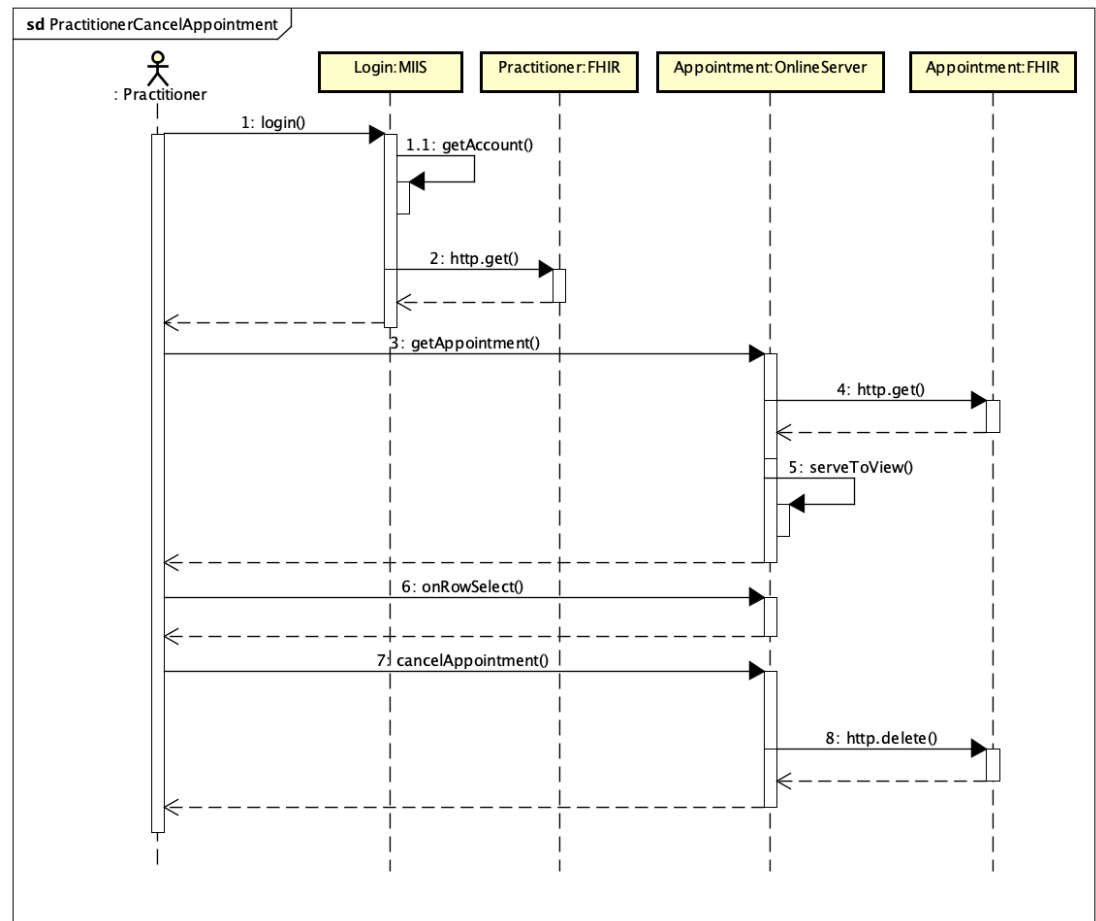 sd PractitionerCancelAppointment
: Practitioner
Login:MIIS
Practitioner:FHIR
Appointment:OnlineServer
Appointment:FHIR
1: login()
1.1: getAccount()
2: http.get()
3: getAppointment()
4: http.get()
5: serveToView()
6: onRowSelect()
7: cancelAppointment()
8: http.delete()